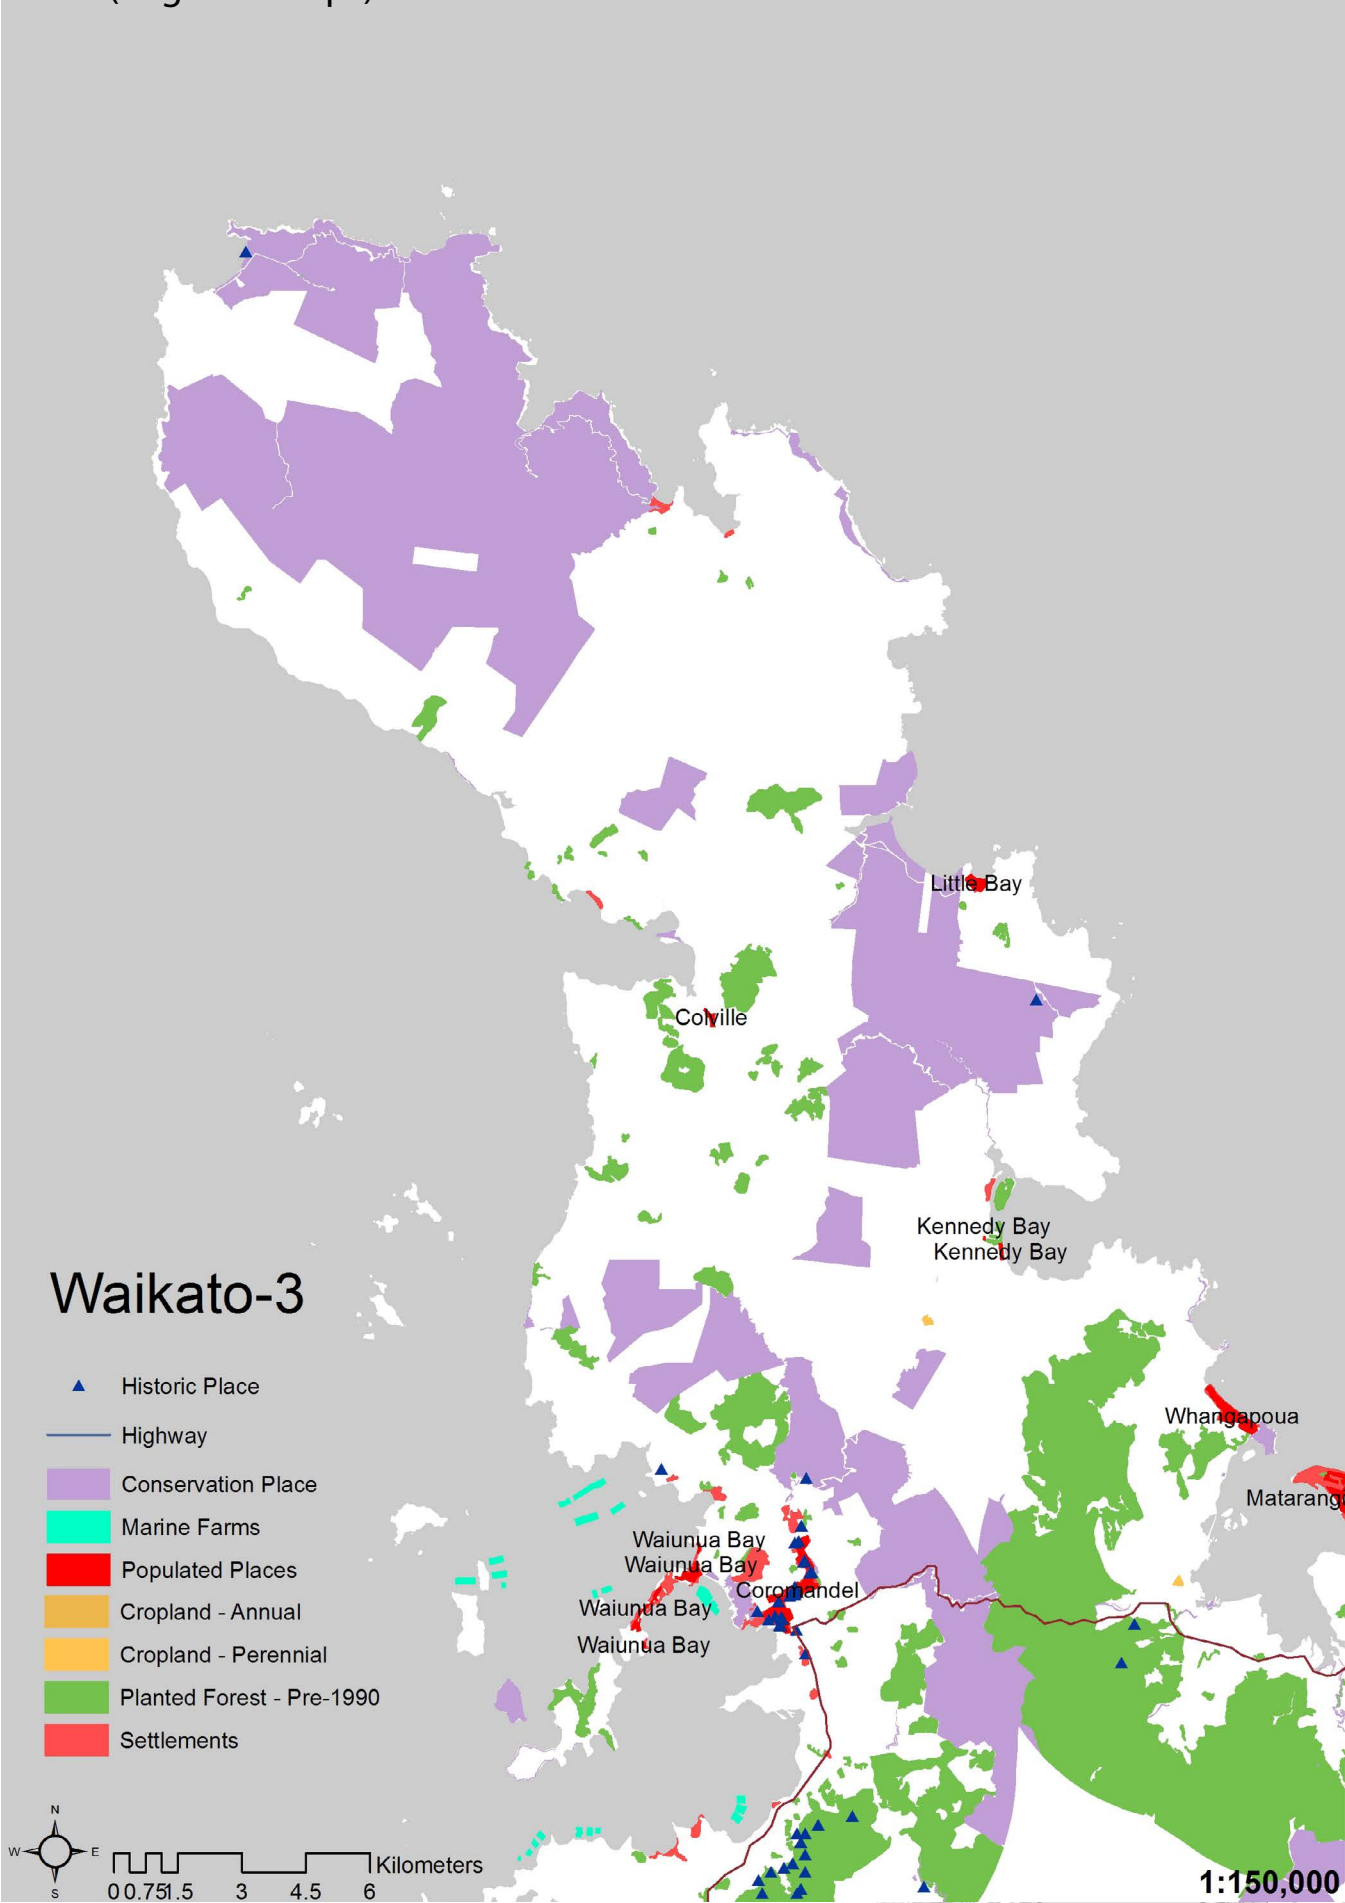 Little Bay
Colville
Kennedy Bay
Kennedy Bay
Waikato-3
Historic Place
Highway
Conservation Place
Marine Farms
Populated Places
Cropland - Annual
Cropland - Perennial
Planted Forest - Pre-1990
Settlements
Whangapoua
Matarangi
Waiunua Bay
Waiunua Bay
Coromandel
Waiunua Bay
Waiunua Bay
N
W E
S
Kilometers
0 0.75 1.5 3 4.5 6
1:150,000